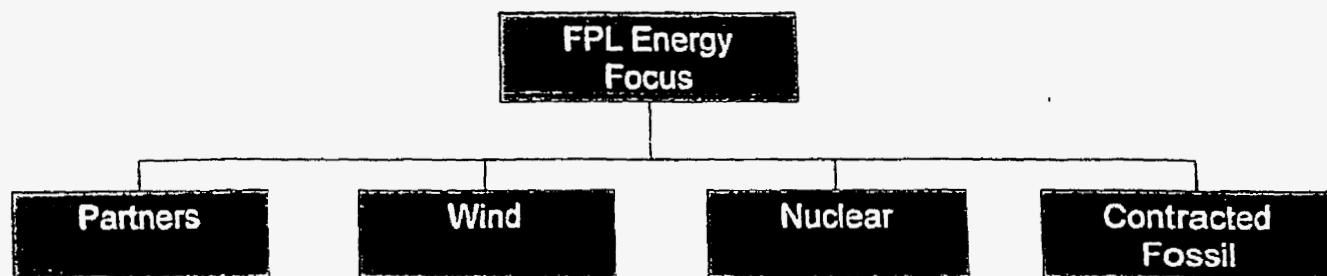 FPL Energy
Focus
Partners
Wind
Nuclear
Contracted
Fossil